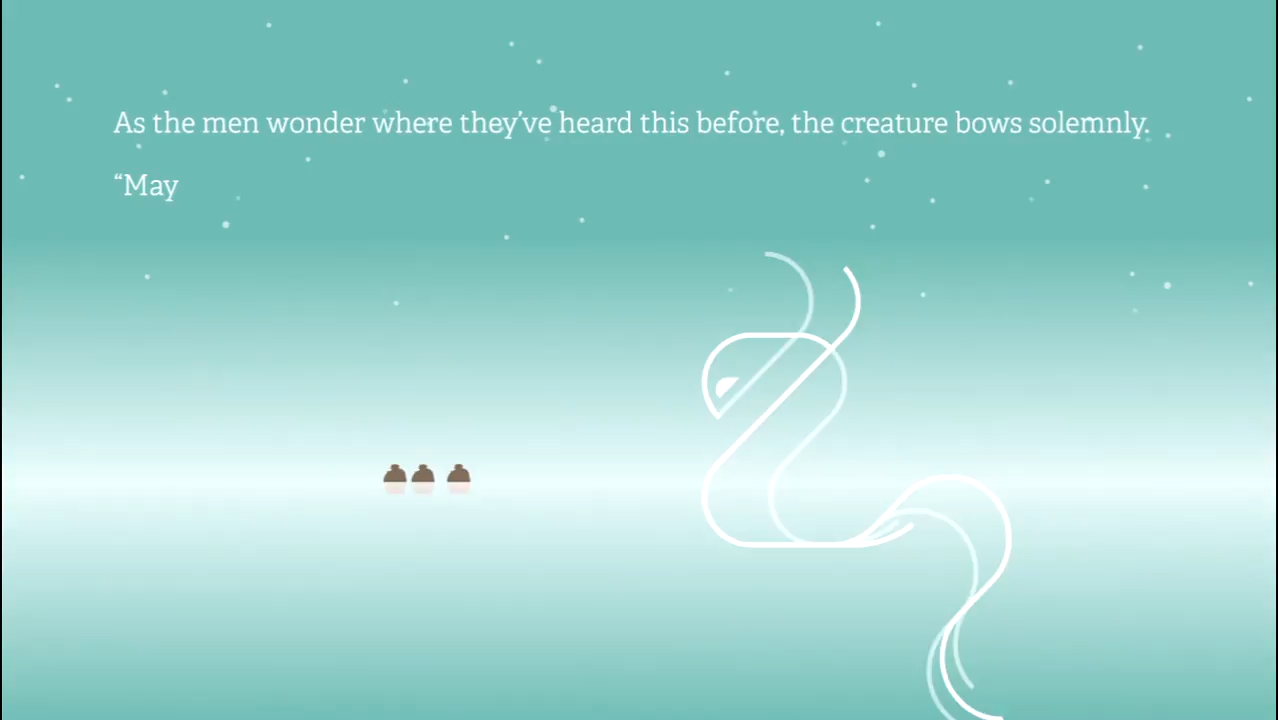 As the men wonder where they’ve heard this before, the creature bows solemnly.
“May